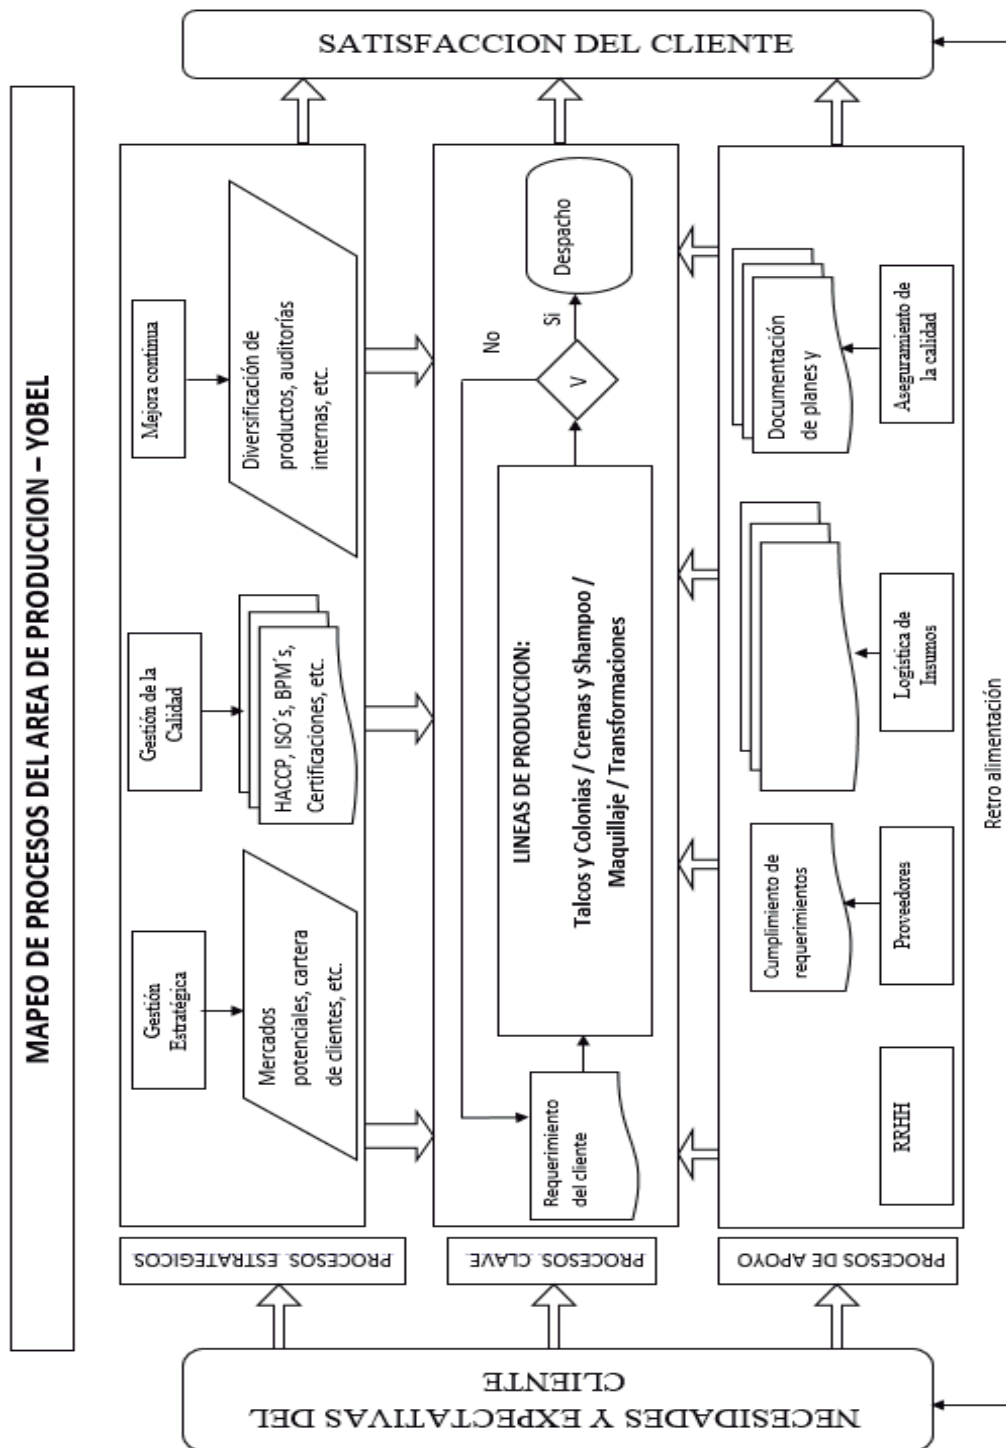 MAPEO DE PROCESOS DEL AREA DE PRODUCCION – YOBEL
NECESIDADES Y EXPECTATIVAS DEL
CLIENTE
PROCESOS ESTRATEGICOS
Gestión
Estratégica
Mercados
potenciales, cartera
de clientes, etc.
Gestión de la
Calidad
HACCP, ISO´s, BPM´s,
Certificaciones, etc.
Mejora continua
Diversificación de
productos, auditorías
internas, etc.
PROCESOS CLAVE
Requerimiento
del cliente
LINEAS DE PRODUCCION:
Talcos y Colonias / Cremas y Shampoo /
Maquillaje / Transformaciones
V
No
Si
Despacho
PROCESOS DE APOYO
RRHH
Cumplimiento de
requerimientos
Proveedores
Logística de
Insumos
Documentación
de planes y
Aseguramiento de
la calidad
SATISFACCION DEL CLIENTE
Retro alimentación